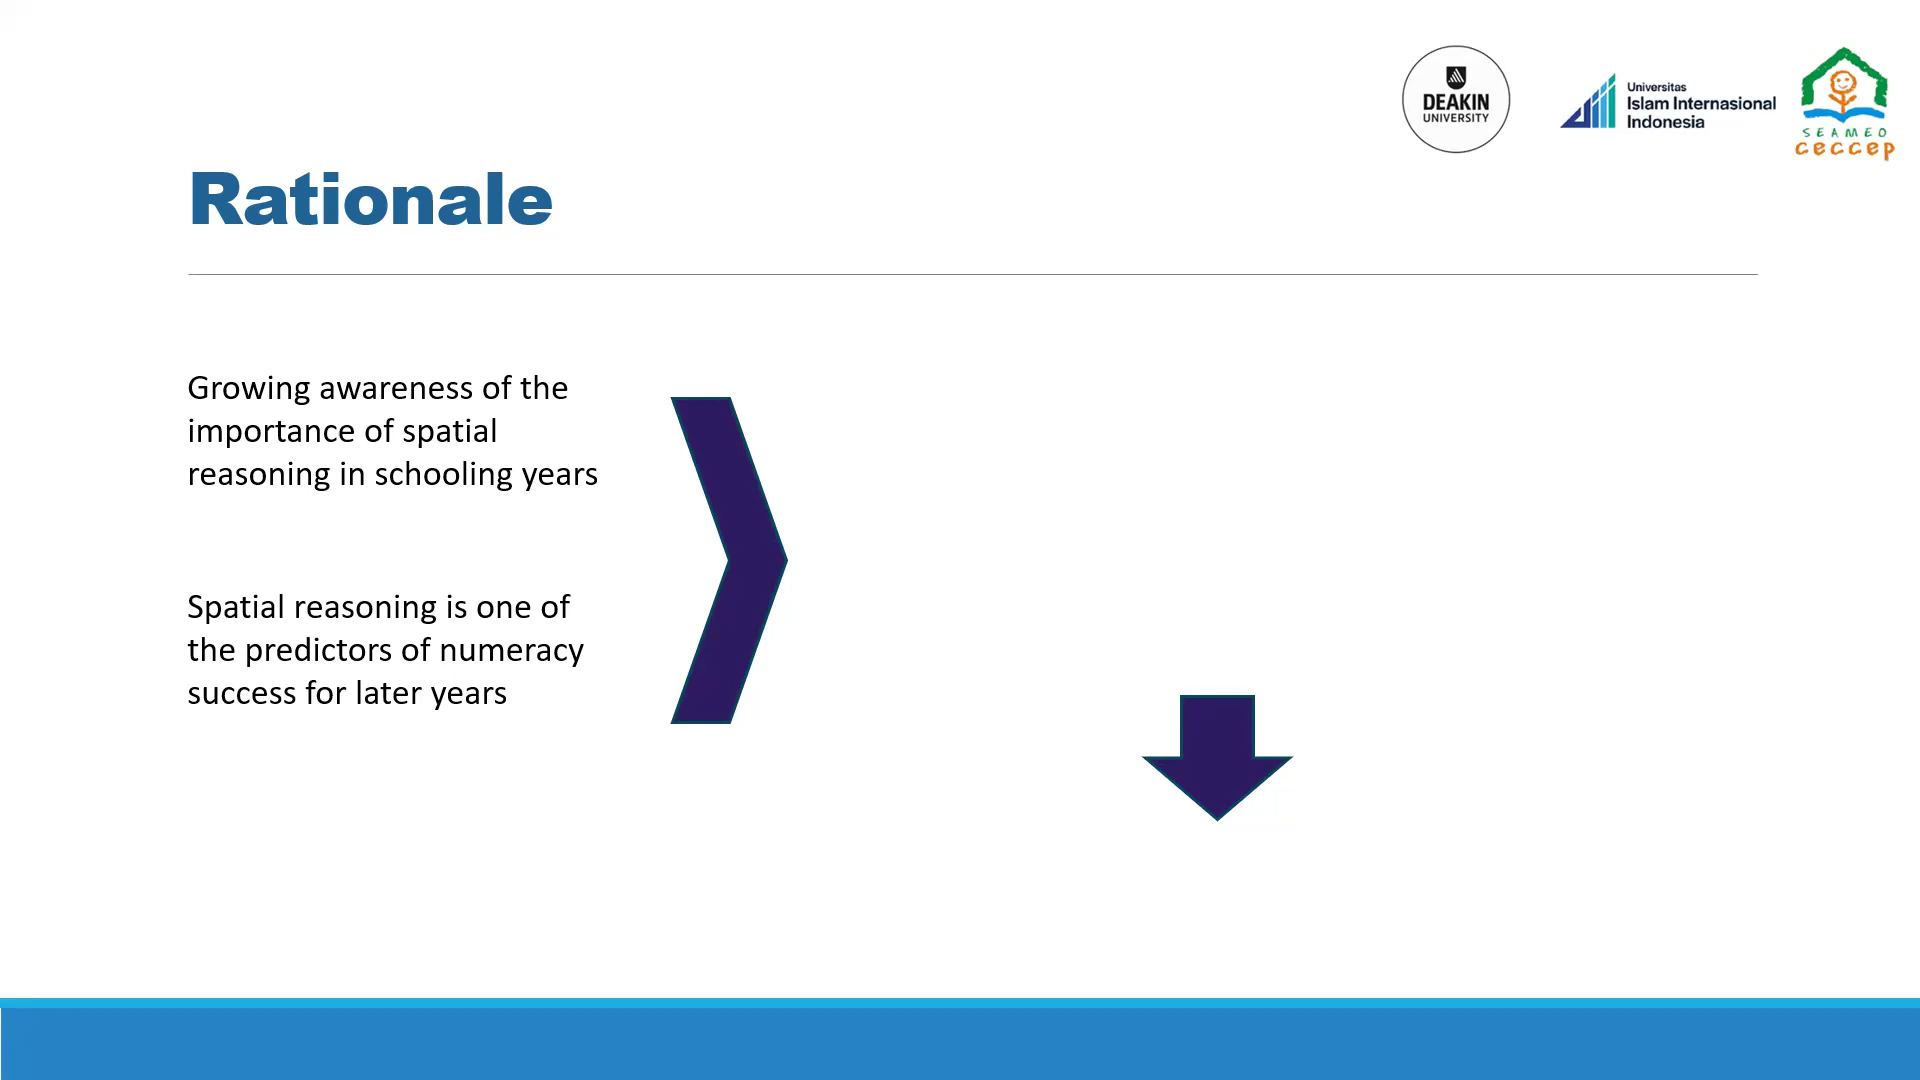 DEAKIN
UNIVERSITY
Universitas
Islam Internasional
Indonesia
SEAMEO
ceccep
Rationale
Growing awareness of the
importance of spatial
reasoning in schooling years
Spatial reasoning is one of
the predictors of numeracy
success for later years